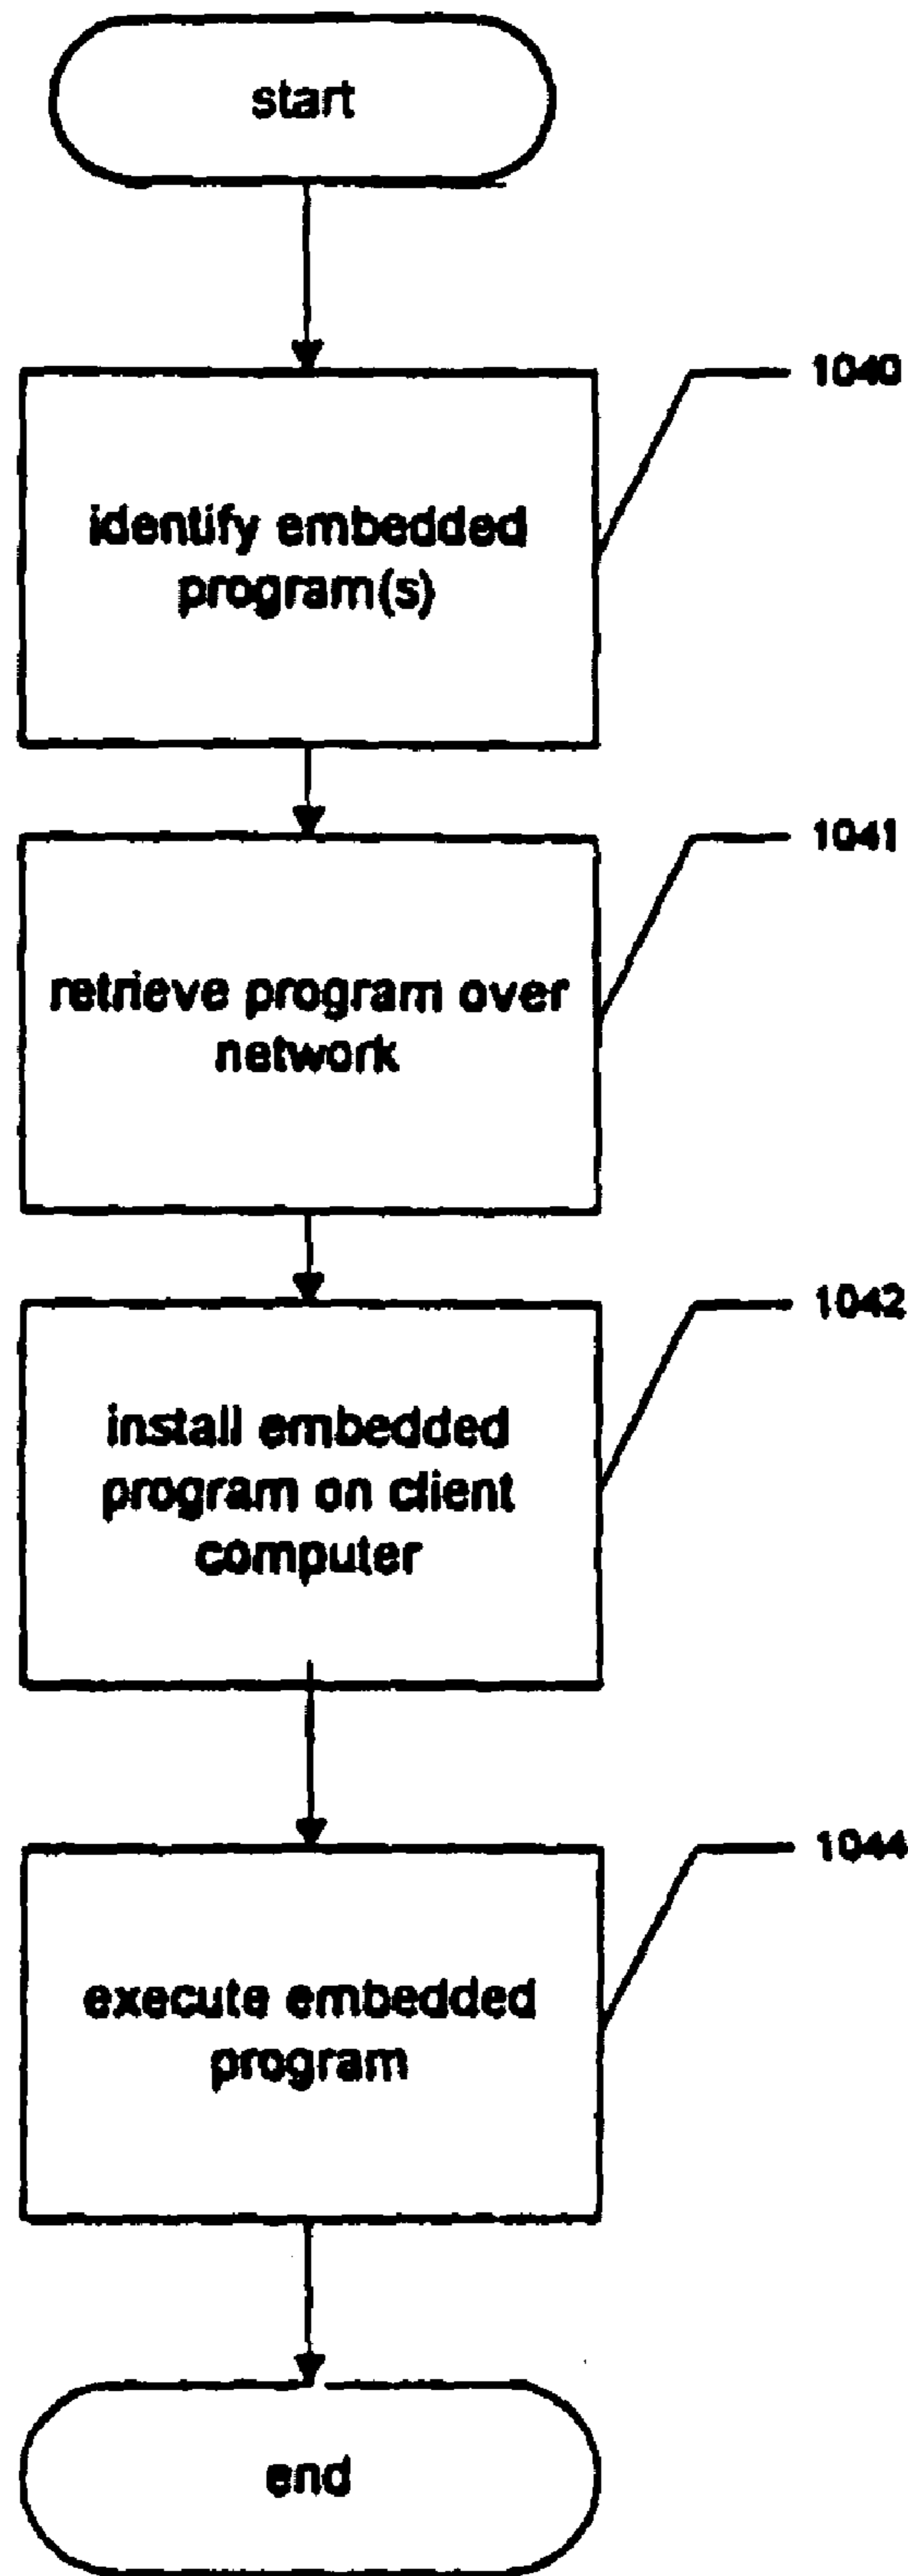 start
1040
identify embedded
program(s)
1041
retrieve program over
network
1042
install embedded
program on client
computer
1044
execute embedded
program
end